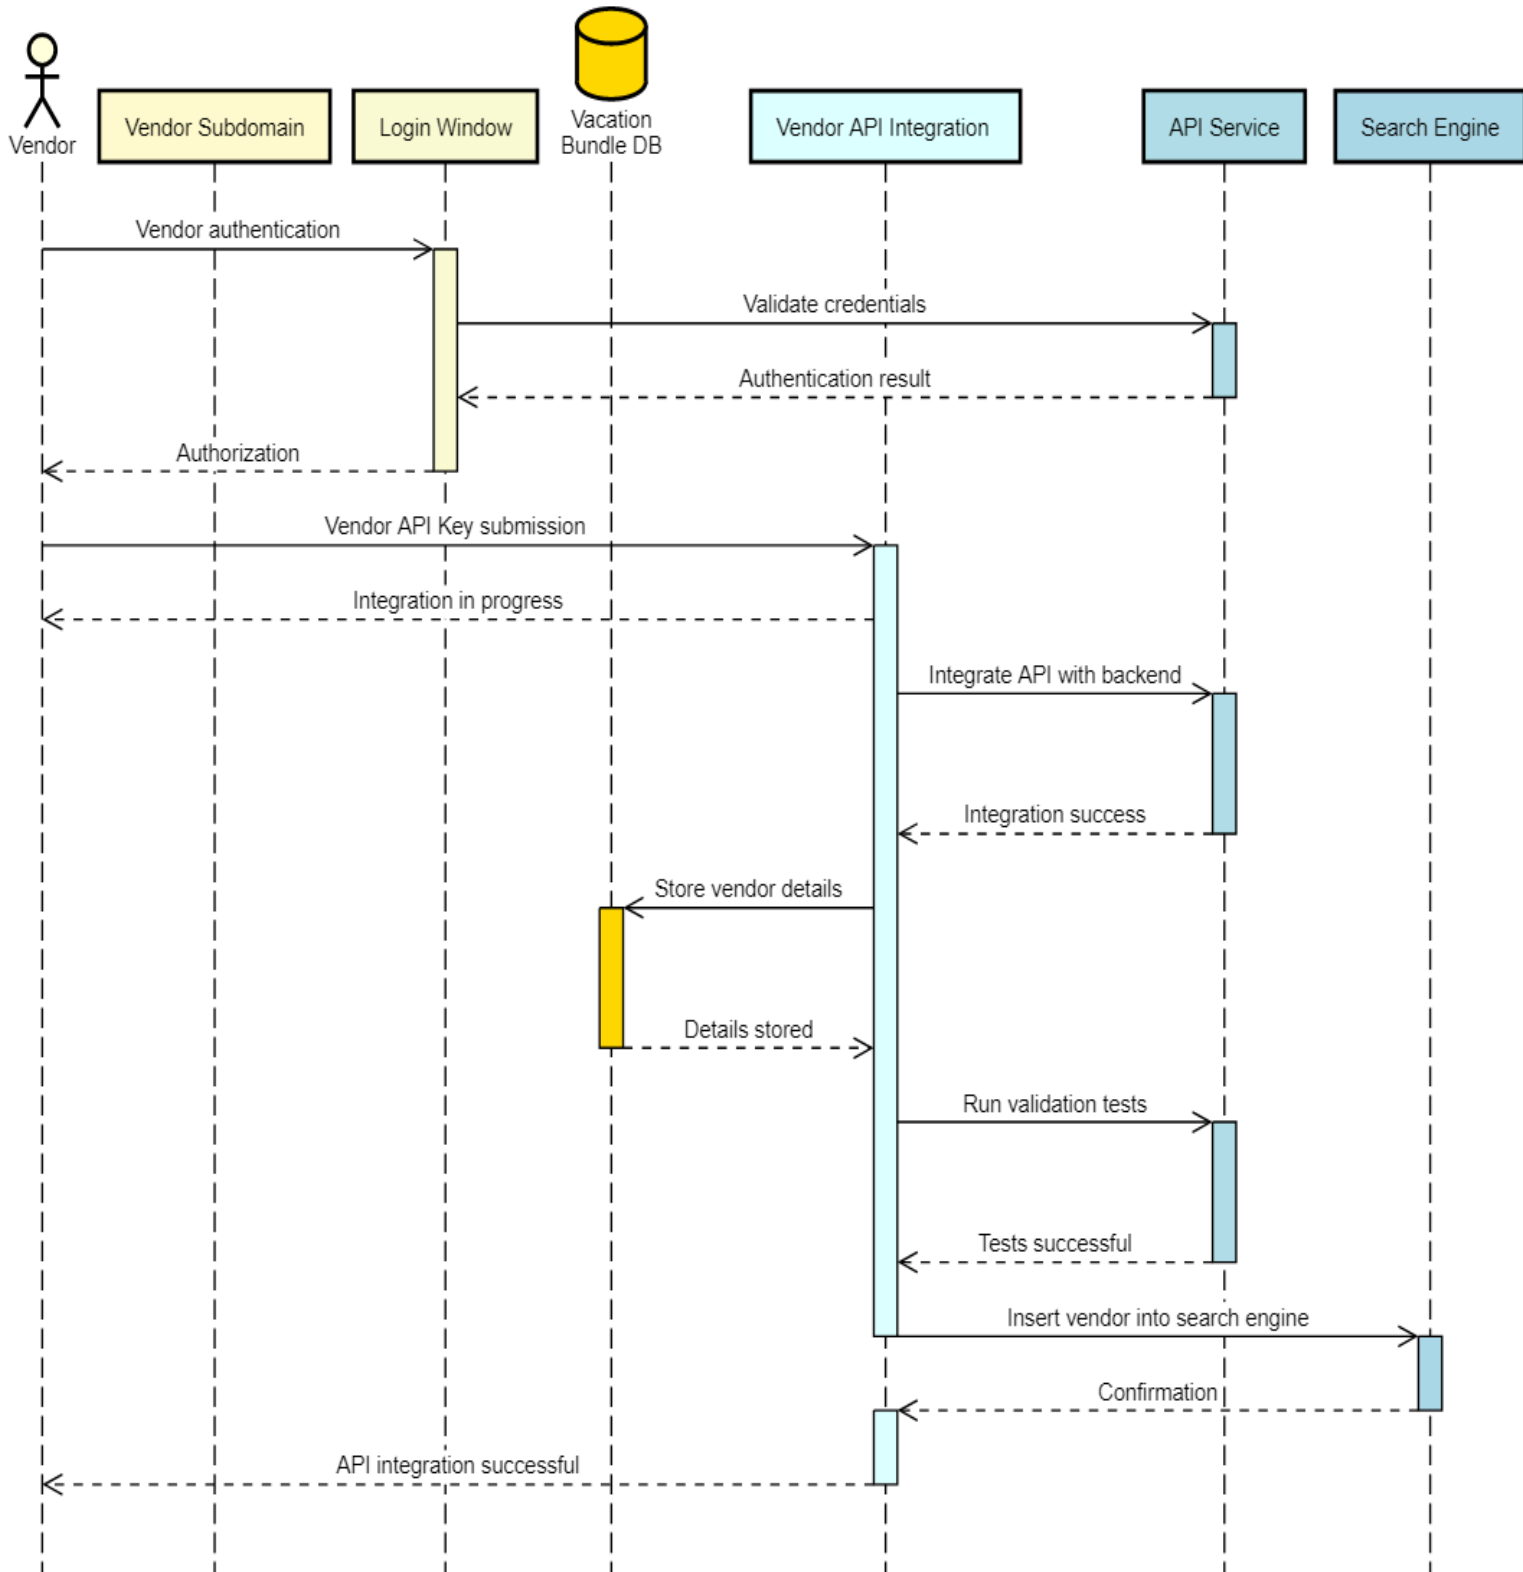 Vendor
Vendor Subdomain
Login Window
Vacation
Bundle DB
Vendor API Integration
API Service
Search Engine
Vendor authentication
Validate credentials
Authentication result
Authorization
Vendor API Key submission
Integration in progress
Integrate API with backend
Integration success
Store vendor details
Details stored
Run validation tests
Tests successful
Insert vendor into search engine
Confirmation
API integration successful